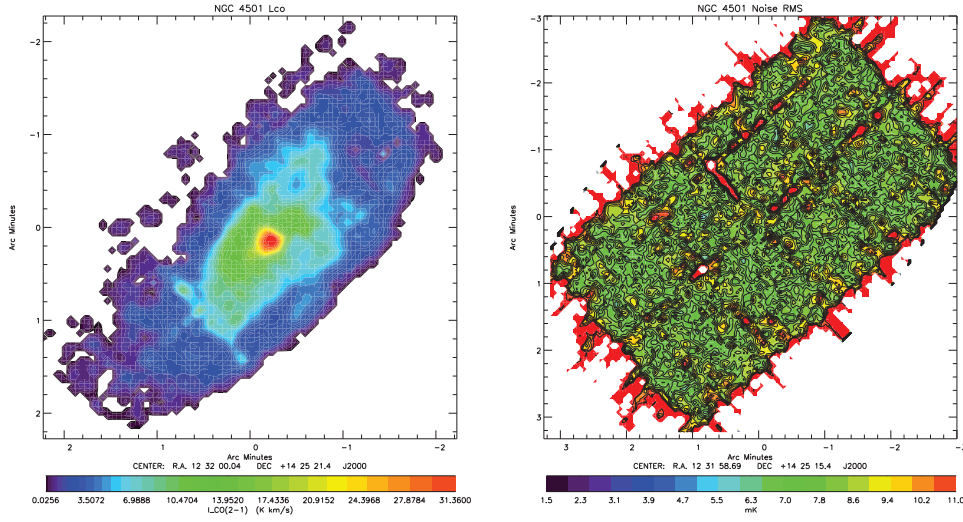 NGC 4501 Lco
−2
−1
0
1
2
Arc Minutes
2 1 0 −1 −2
Arc Minutes
CENTER: R.A. 12 32 00.04 DEC +14 25 21.4 J2000
0.0256 3.5072 6.9888 10.4704 13.9520 17.4336 20.9152 24.3968 27.8784 31.3600
I_CO(2−1) (K km/s)
NGC 4501 Noise RMS
−3
−2
−1
0
1
2
3
Arc Minutes
3 2 1 0 −1 −2 −3
Arc Minutes
CENTER: R.A. 12 31 58.69 DEC +14 25 15.4 J2000
1.5 2.3 3.1 3.9 4.7 5.5 6.3 7.0 7.8 8.6 9.4 10.2 11.0
mK